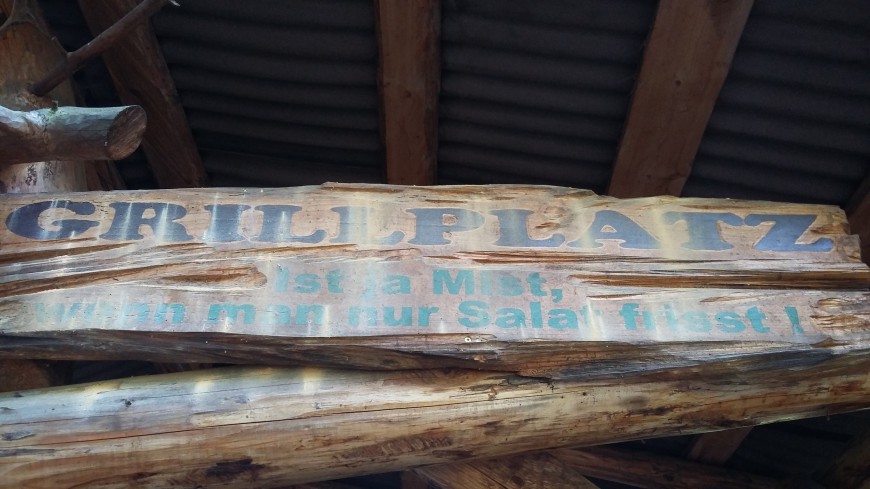 GRILLPLATZ
Ist ja Mist,
wenn man nur Salat frisst !